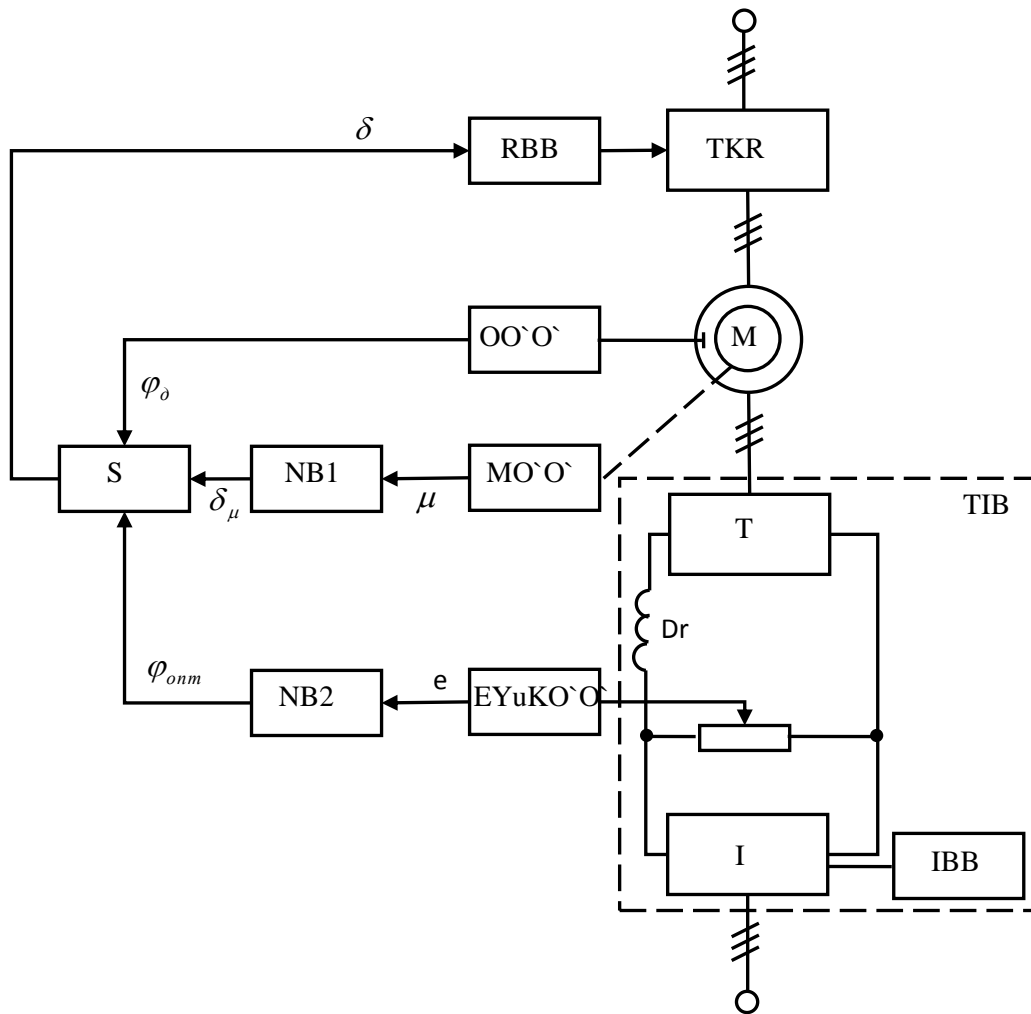 δ
RBB
TKR
OO`O`
M
φ∂
S
NB1
MO`O`
δμ
μ
TIB
T
Dr
φonm
NB2
e
EYuKO`O`
I
IBB